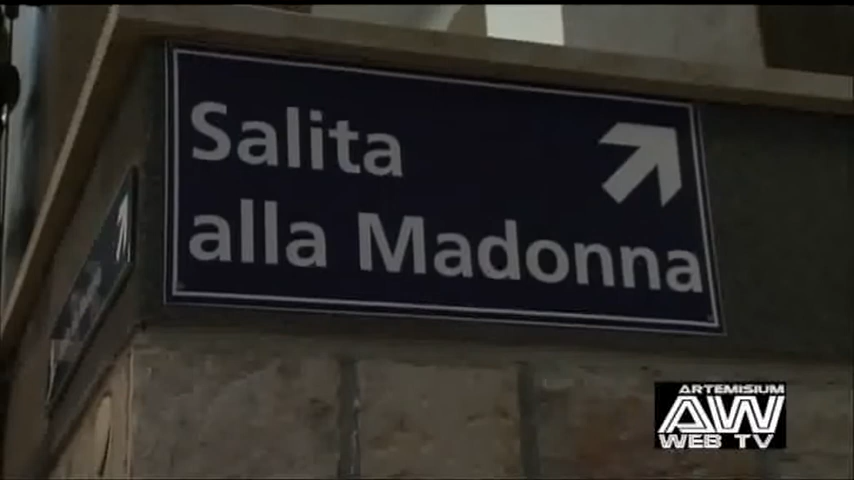 Salita
alla Madonna
ARTEMISIUM
AW
WEB TV